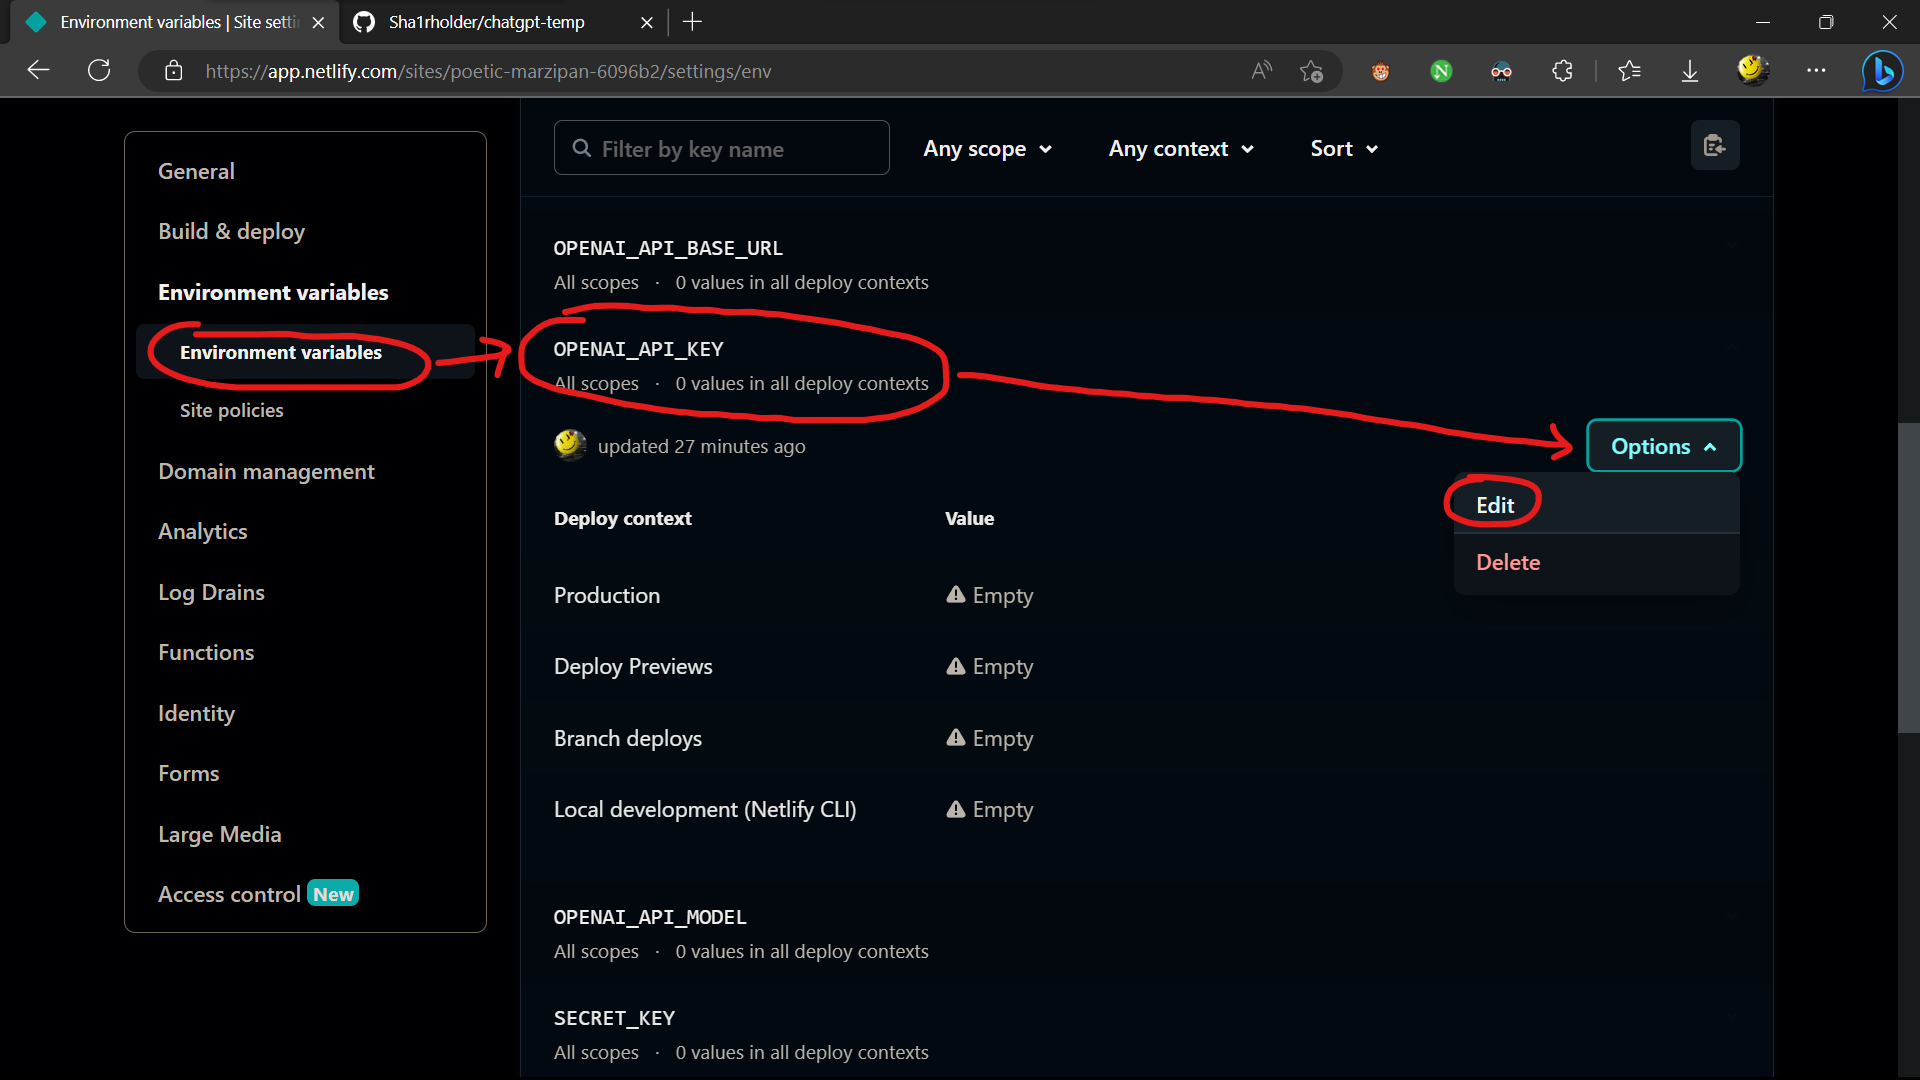 Environment variables | Site setti
Sha1rholder/chatgpt-temp
https://app.netlify.com/sites/poetic-marzipan-6096b2/settings/env
General
Build & deploy
Environment variables
Environment variables
Site policies
Domain management
Analytics
Log Drains
Functions
Identity
Forms
Large Media
Access control New
Filter by key name
Any scope
Any context
Sort
OPENAI_API_BASE_URL
All scopes · 0 values in all deploy contexts
OPENAI_API_KEY
All scopes · 0 values in all deploy contexts
updated 27 minutes ago
Options
Edit
Delete
Deploy context Value
Production Empty
Deploy Previews Empty
Branch deploys Empty
Local development (Netlify CLI) Empty
OPENAI_API_MODEL
All scopes · 0 values in all deploy contexts
SECRET_KEY
All scopes · 0 values in all deploy contexts